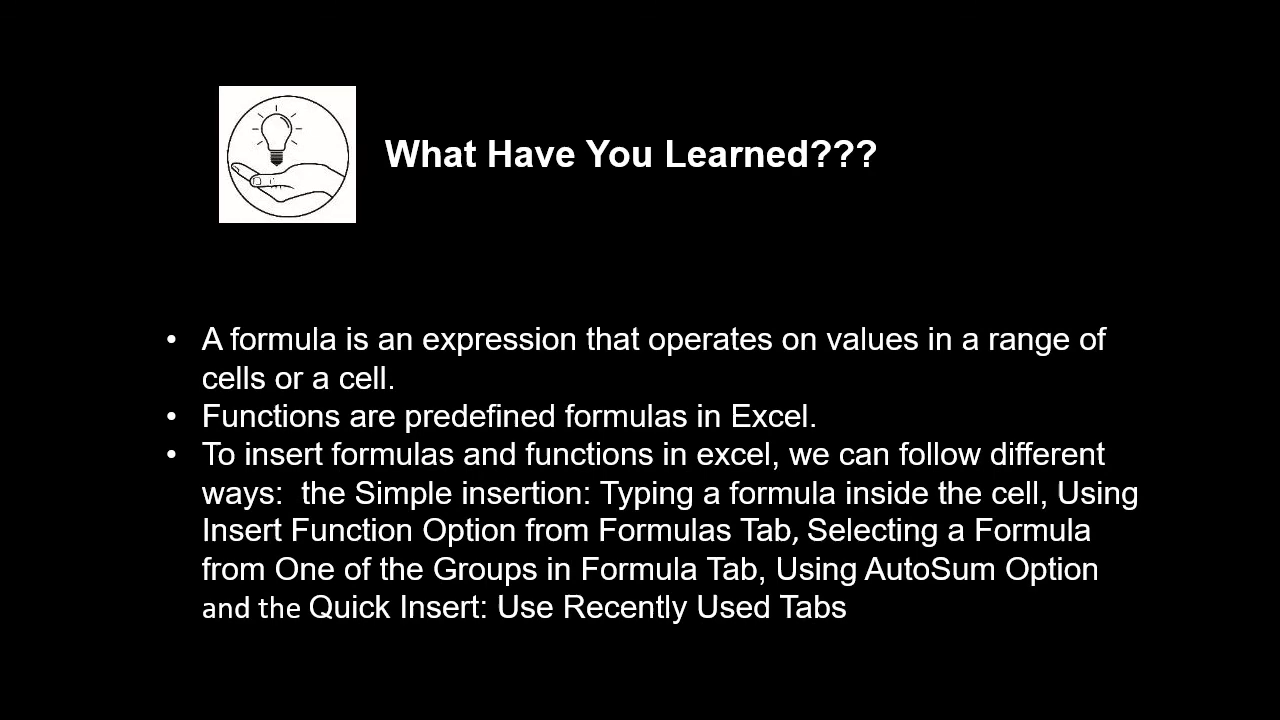 What Have You Learned???
• A formula is an expression that operates on values in a range of
cells or a cell.
• Functions are predefined formulas in Excel.
• To insert formulas and functions in excel, we can follow different
ways:  the Simple insertion: Typing a formula inside the cell, Using
Insert Function Option from Formulas Tab, Selecting a Formula
from One of the Groups in Formula Tab, Using AutoSum Option
and the Quick Insert: Use Recently Used Tabs